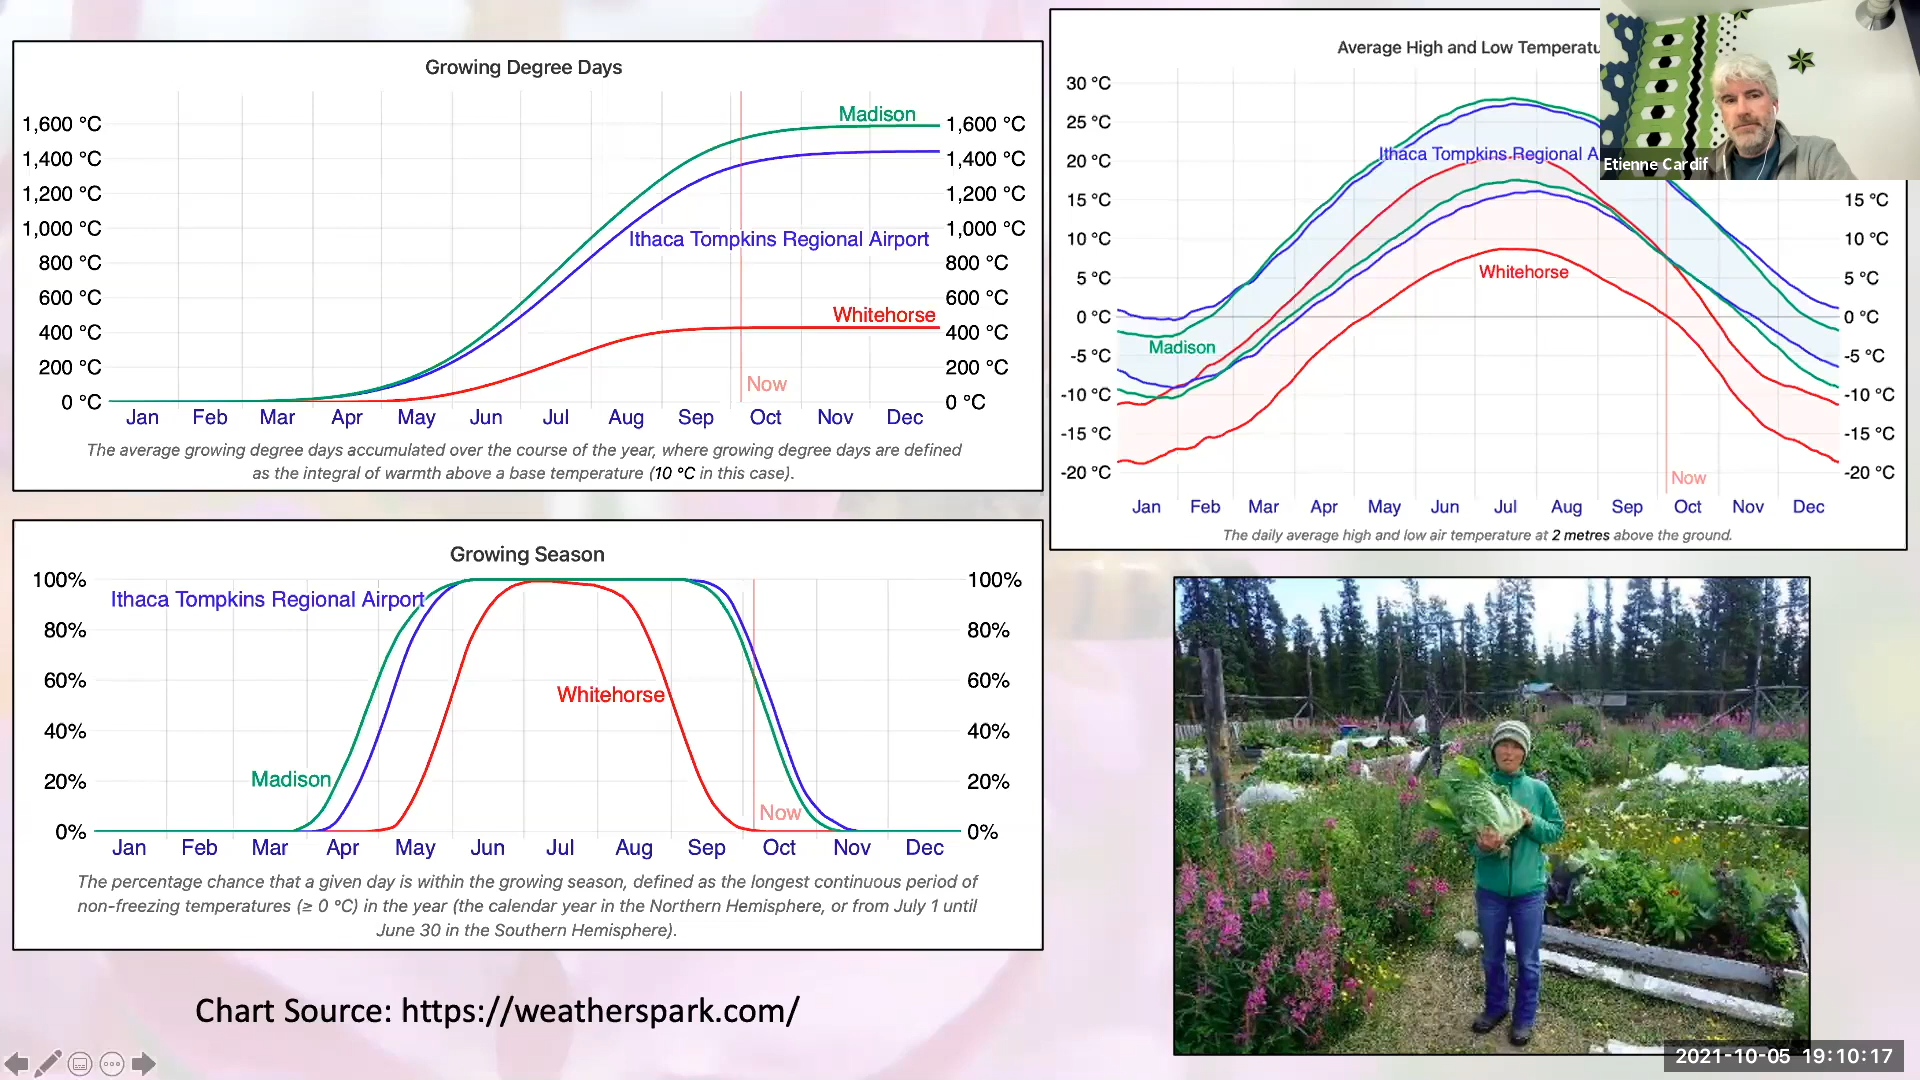 Growing Degree Days
1,600 °C
1,400 °C
1,200 °C
1,000 °C
800 °C
600 °C
400 °C
200 °C
0 °C
Madison
Ithaca Tompkins Regional Airport
Whitehorse
Now
1,600 °C
1,400 °C
1,200 °C
1,000 °C
800 °C
600 °C
400 °C
200 °C
0 °C
Jan Feb Mar Apr May Jun Jul Aug Sep Oct Nov Dec
The average growing degree days accumulated over the course of the year, where growing degree days are defined
as the integral of warmth above a base temperature (10 °C in this case).
Growing Season
100%
80%
60%
40%
20%
0%
Ithaca Tompkins Regional Airport
Whitehorse
Madison
Now
100%
80%
60%
40%
20%
0%
Jan Feb Mar Apr May Jun Jul Aug Sep Oct Nov Dec
The percentage chance that a given day is within the growing season, defined as the longest continuous period of
non-freezing temperatures (≥ 0 °C) in the year (the calendar year in the Northern Hemisphere, or from July 1 until
June 30 in the Southern Hemisphere).
Chart Source: https://weatherspark.com/
Average High and Low Temperatu
30 °C
25 °C
20 °C
15 °C
10 °C
5 °C
0 °C
-5 °C
-10 °C
-15 °C
-20 °C
Ithaca Tompkins Regional A
Whitehorse
Madison
Now
15 °C
10 °C
5 °C
0 °C
-5 °C
-10 °C
-15 °C
-20 °C
Jan Feb Mar Apr May Jun Jul Aug Sep Oct Nov Dec
The daily average high and low air temperature at 2 metres above the ground.
Etienne Cardif
2021-10-05 19:10:17